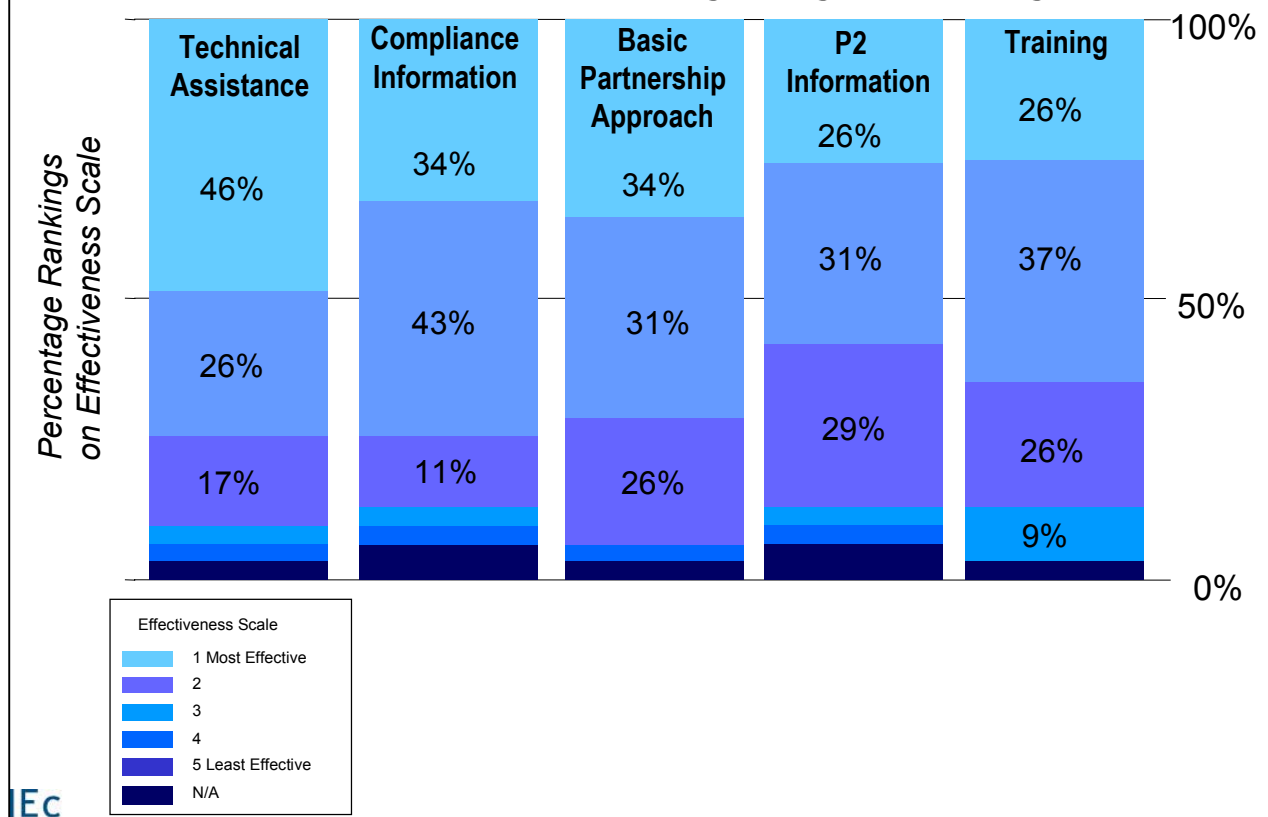 Percentage Rankings
on Effectiveness Scale
Technical
Assistance
46%
26%
17%
Compliance
Information
34%
43%
11%
Basic
Partnership
Approach
34%
31%
26%
P2
Information
26%
31%
29%
Training
26%
37%
26%
9%
100%
50%
0%
Effectiveness Scale
1 Most Effective
2
3
4
5 Least Effective
N/A
IEc